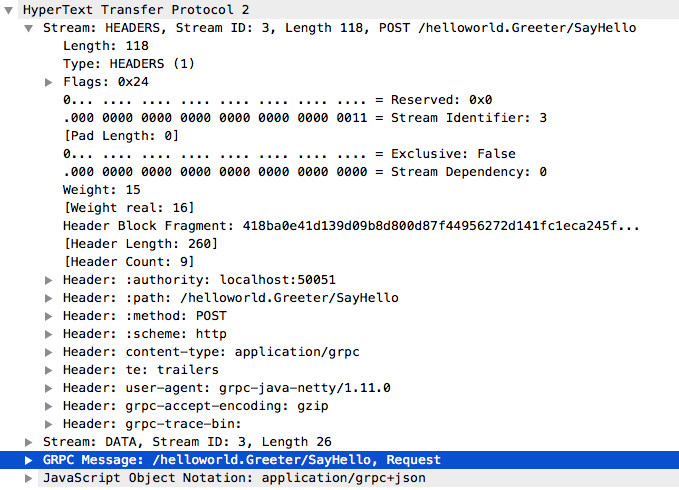 HyperText Transfer Protocol 2
Stream: HEADERS, Stream ID: 3, Length 118, POST /helloworld.Greeter/SayHello
Length: 118
Type: HEADERS (1)
Flags: 0x24
0... .... .... .... .... .... .... .... = Reserved: 0x0
.000 0000 0000 0000 0000 0000 0000 0011 = Stream Identifier: 3
[Pad Length: 0]
0... .... .... .... .... .... .... .... = Exclusive: False
.000 0000 0000 0000 0000 0000 0000 0000 = Stream Dependency: 0
Weight: 15
[Weight real: 16]
Header Block Fragment: 418ba0e41d139d09b8d800d87f44956272d141fc1eca245f...
[Header Length: 260]
[Header Count: 9]
Header: :authority: localhost:50051
Header: :path: /helloworld.Greeter/SayHello
Header: :method: POST
Header: :scheme: http
Header: content-type: application/grpc
Header: te: trailers
Header: user-agent: grpc-java-netty/1.11.0
Header: grpc-accept-encoding: gzip
Header: grpc-trace-bin:
Stream: DATA, Stream ID: 3, Length 26
GRPC Message: /helloworld.Greeter/SayHello, Request
JavaScript Object Notation: application/grpc+json